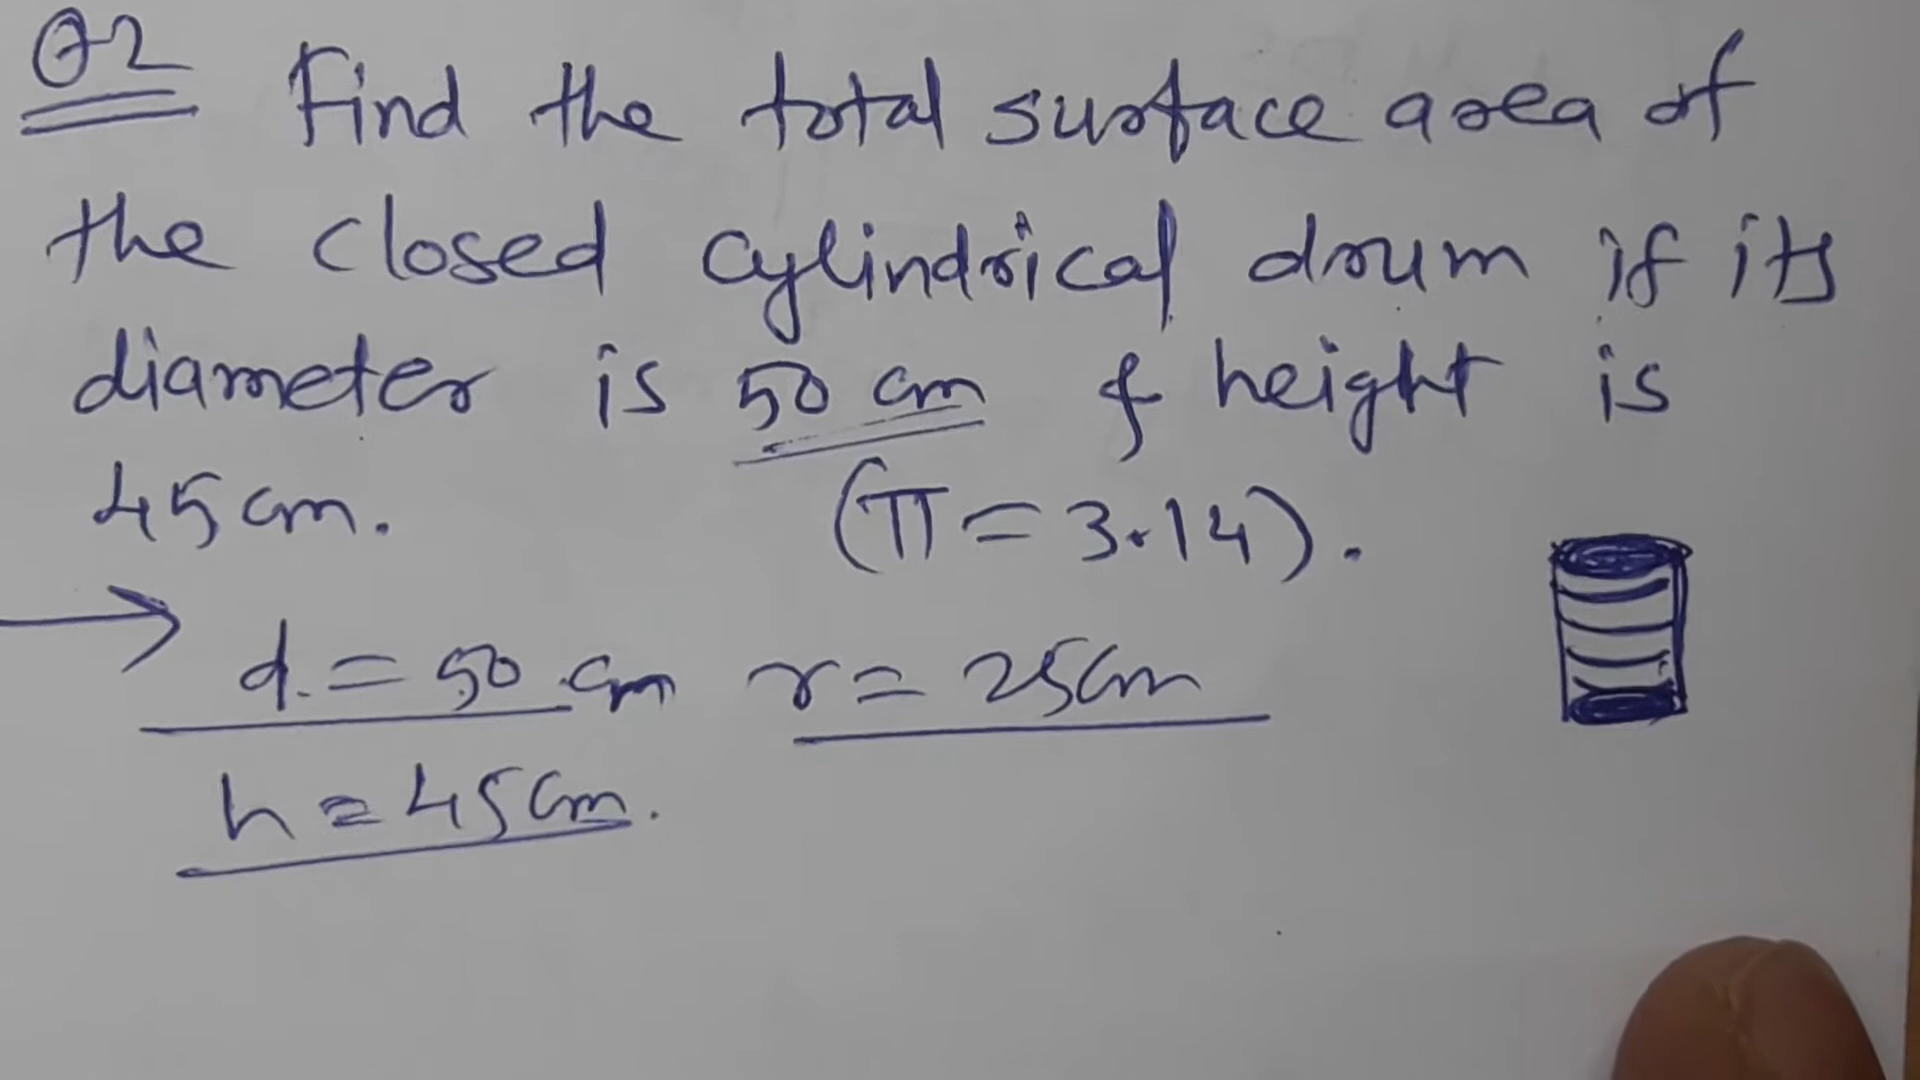 Q2 Find the total surface area of
the closed cylindrical drum if its
diameter is 50 cm & height is
45 cm. (π = 3.14).
→ d. = 50 cm r = 25 cm
h = 45 cm.